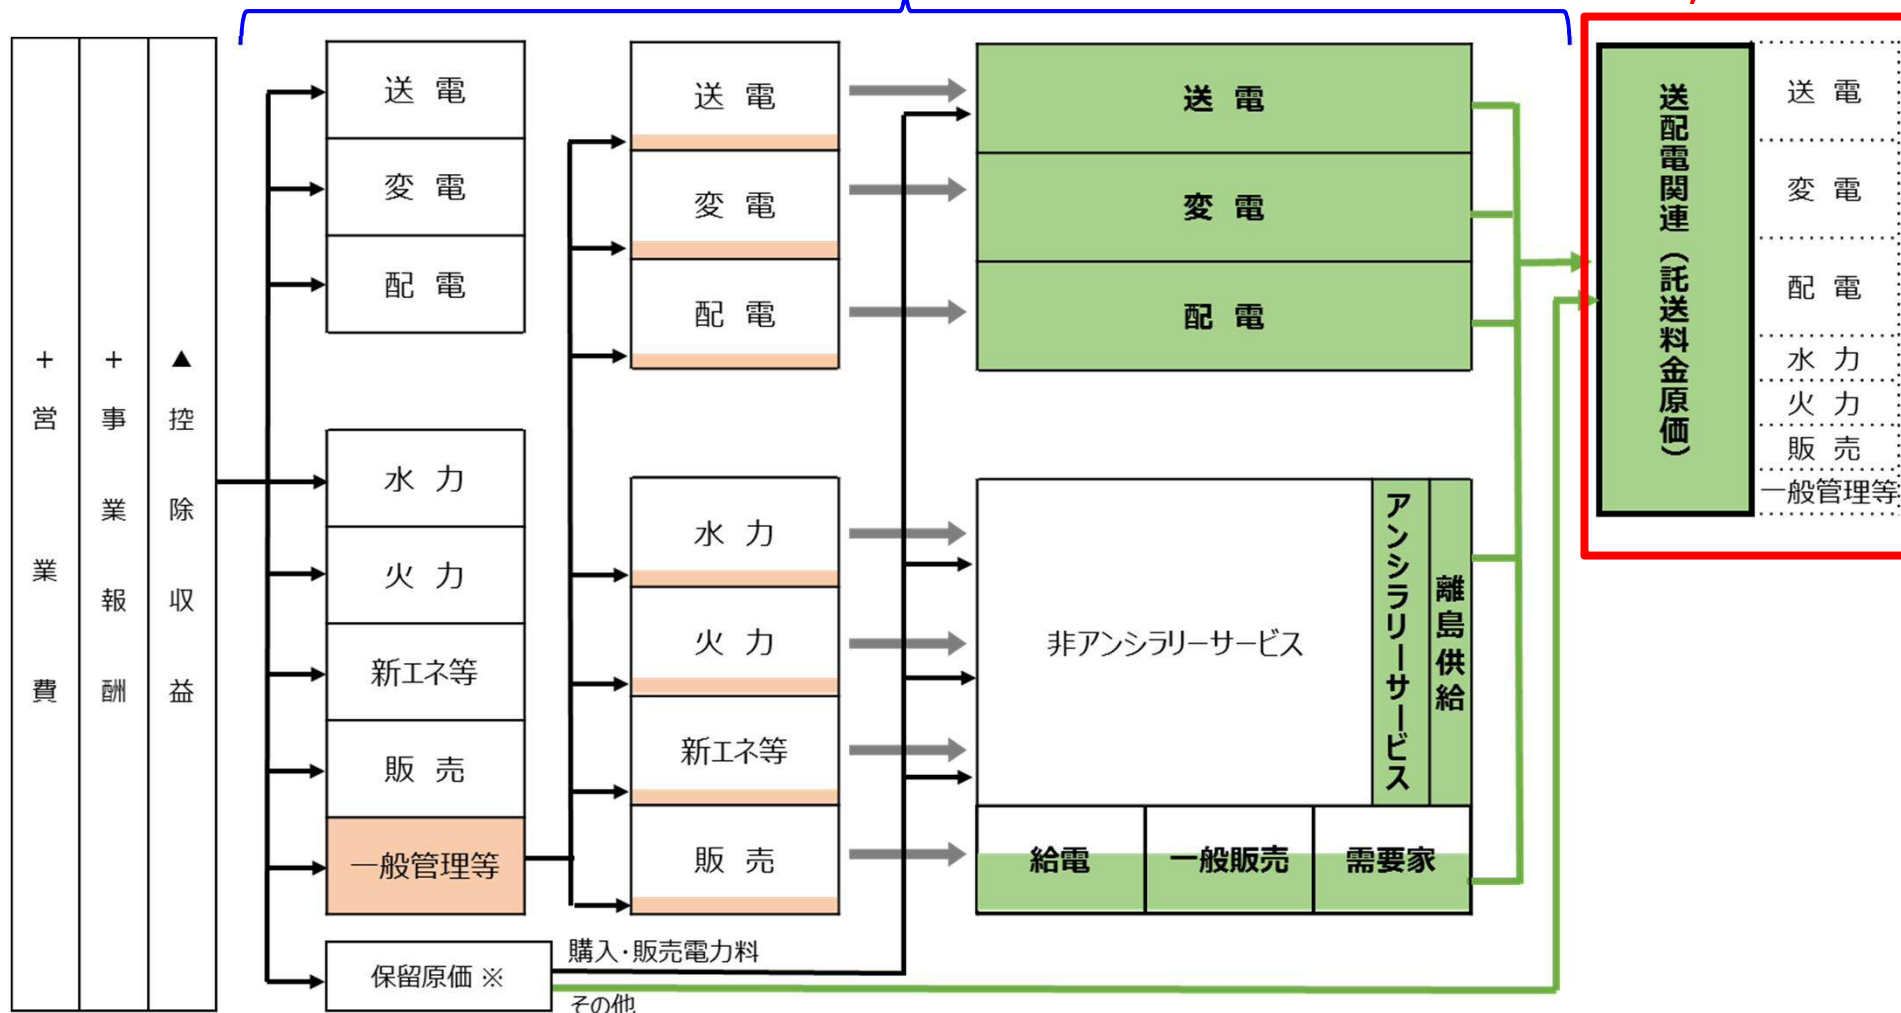 + 営業費
+ 事業報酬
▲ 控除収益
送 電
変 電
配 電
水 力
火 力
新エネ等
販 売
一般管理等
保留原価 ※
購入・販売電力料
その他
送 電
変 電
配 電
水 力
火 力
新エネ等
販 売
送 電
変 電
配 電
非アンシラリーサービス
アンシラリーサービス
離島供給
給電
一般販売
需要家
送配電関連（託送料金原価）
送 電
変 電
配 電
水 力
火 力
販 売
一般管理等